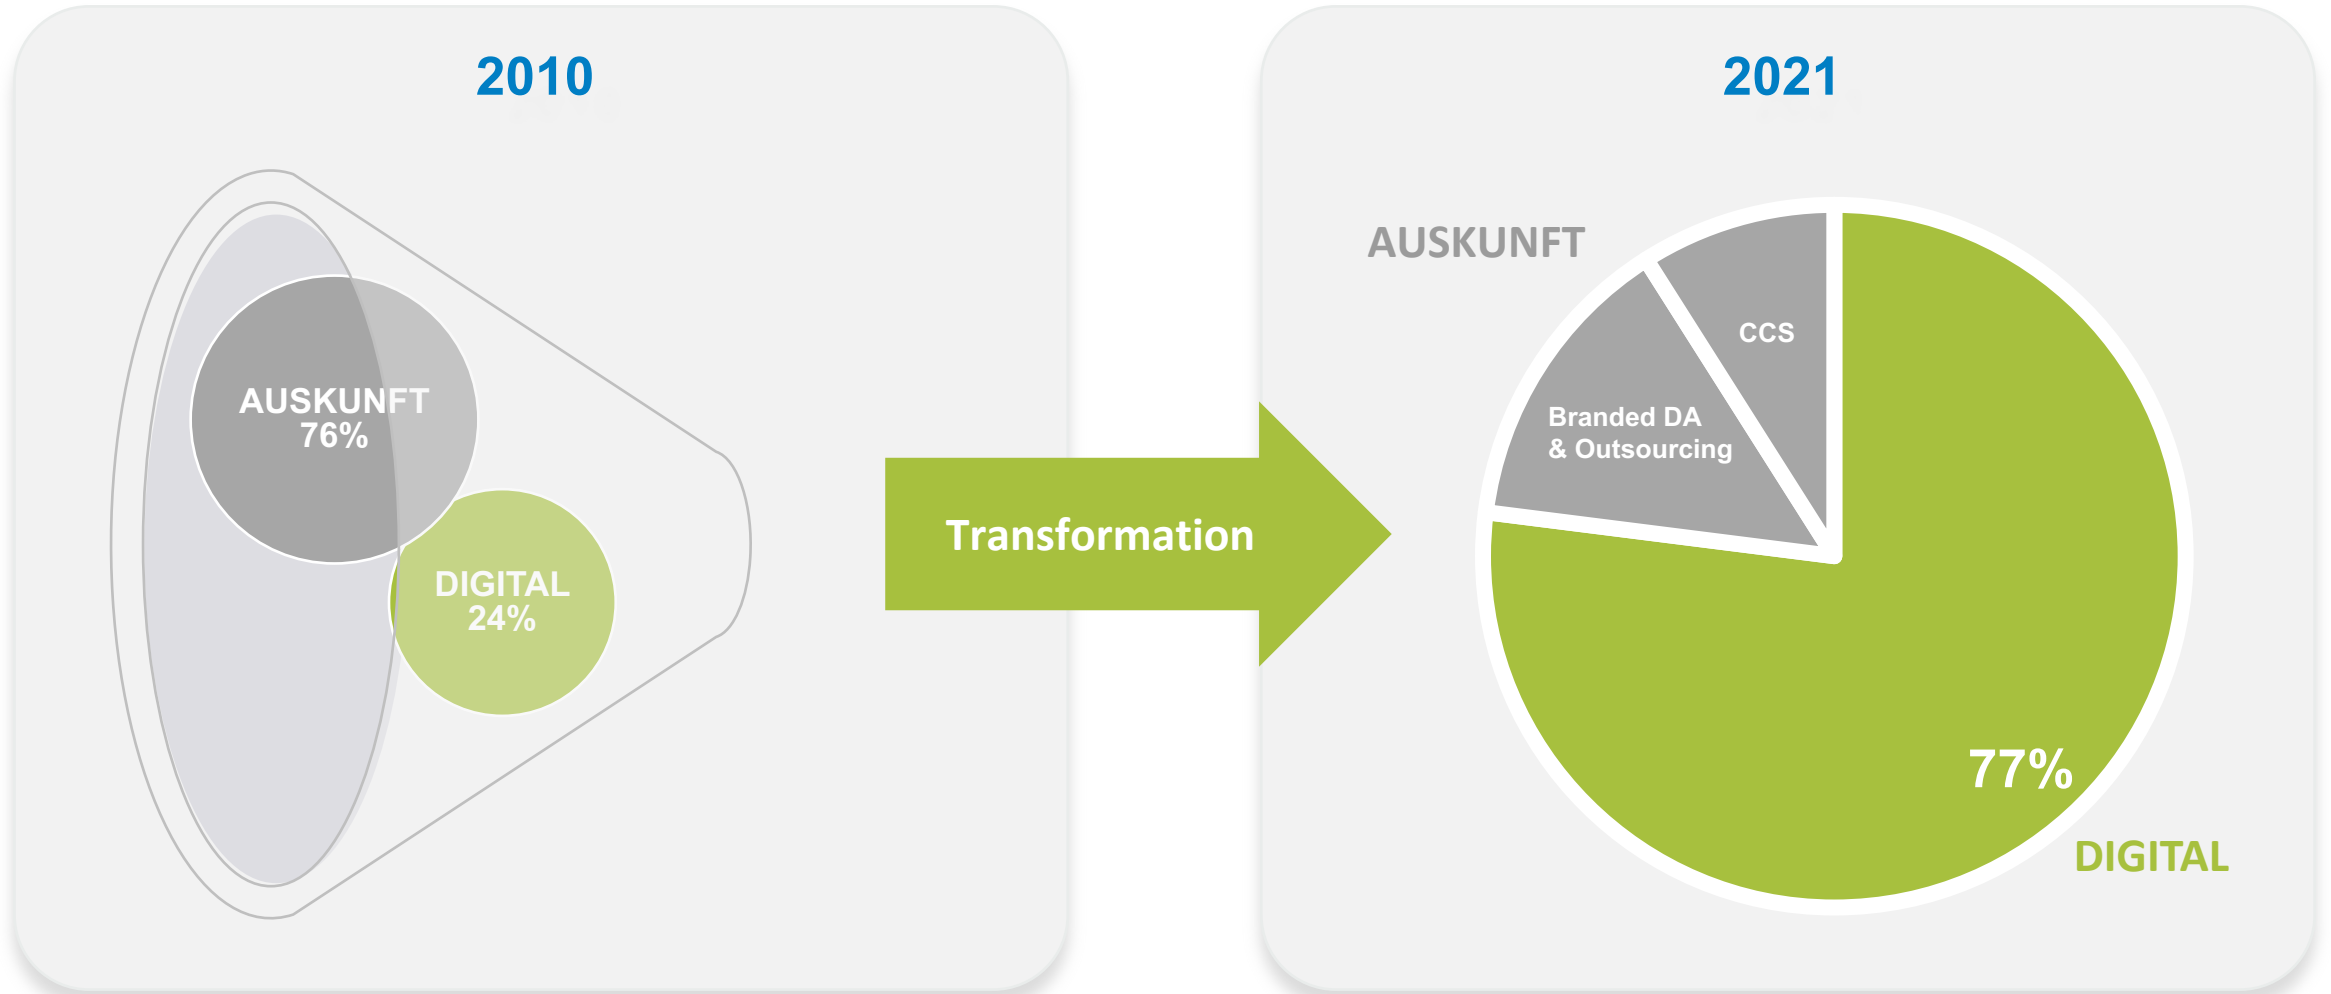 2010
AUSKUNFT
76%
DIGITAL
24%
Transformation
2021
AUSKUNFT
CCS
Branded DA
& Outsourcing
77%
DIGITAL